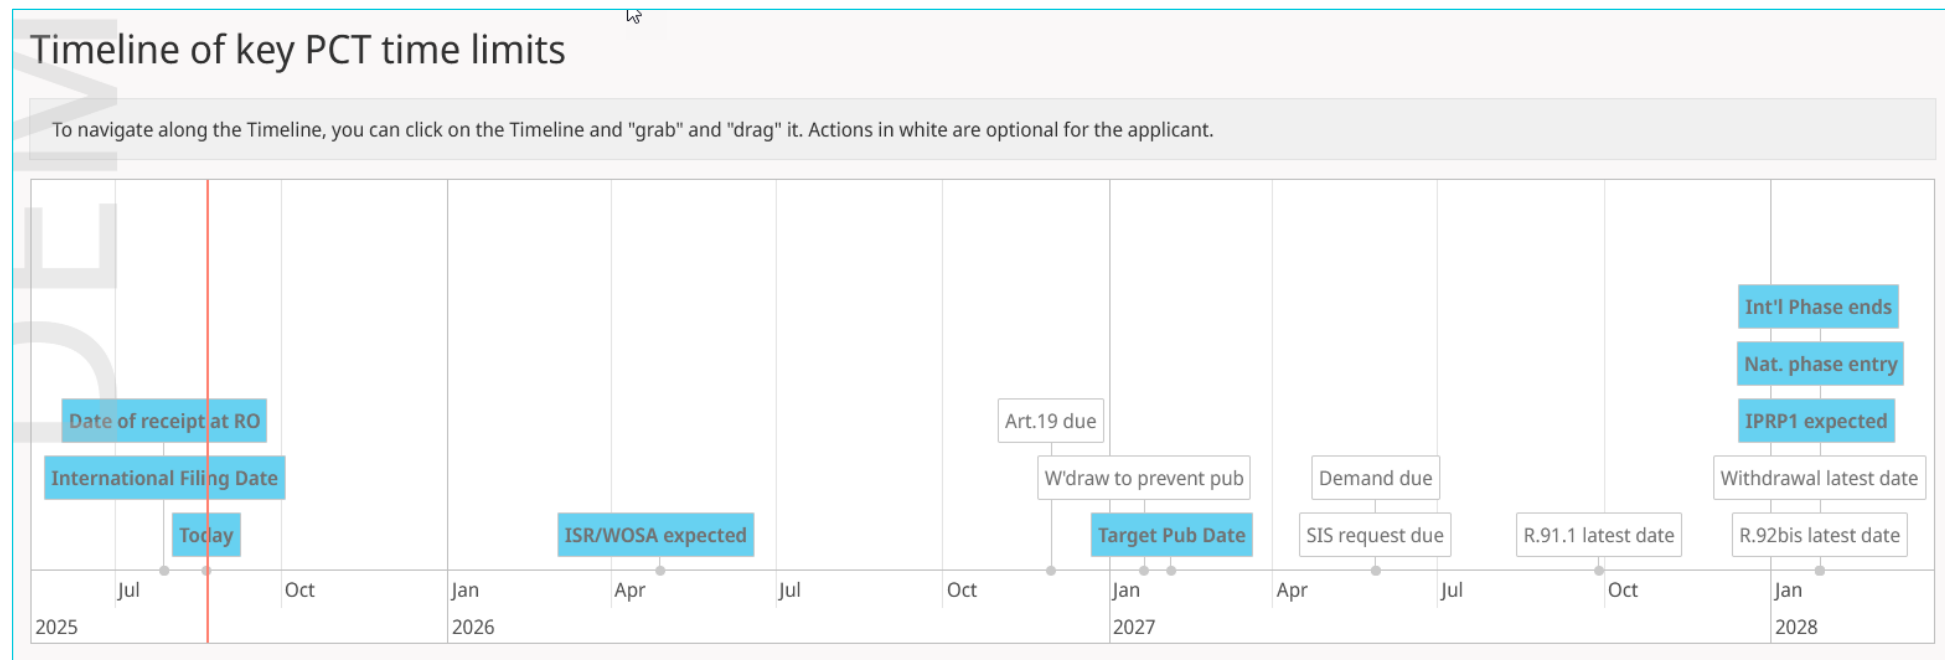 Timeline of key PCT time limits
To navigate along the Timeline, you can click on the Timeline and "grab" and "drag" it. Actions in white are optional for the applicant.
DEM
Int'l Phase ends
Nat. phase entry
Date of receipt at RO
Art.19 due
IPRP1 expected
International Filing Date
W'draw to prevent pub
Demand due
Withdrawal latest date
Today
ISR/WOSA expected
Target Pub Date
SIS request due
R.91.1 latest date
R.92bis latest date
Jul Oct Jan Apr Jul Oct Jan Apr Jul Oct Jan
2025 2026 2027 2028